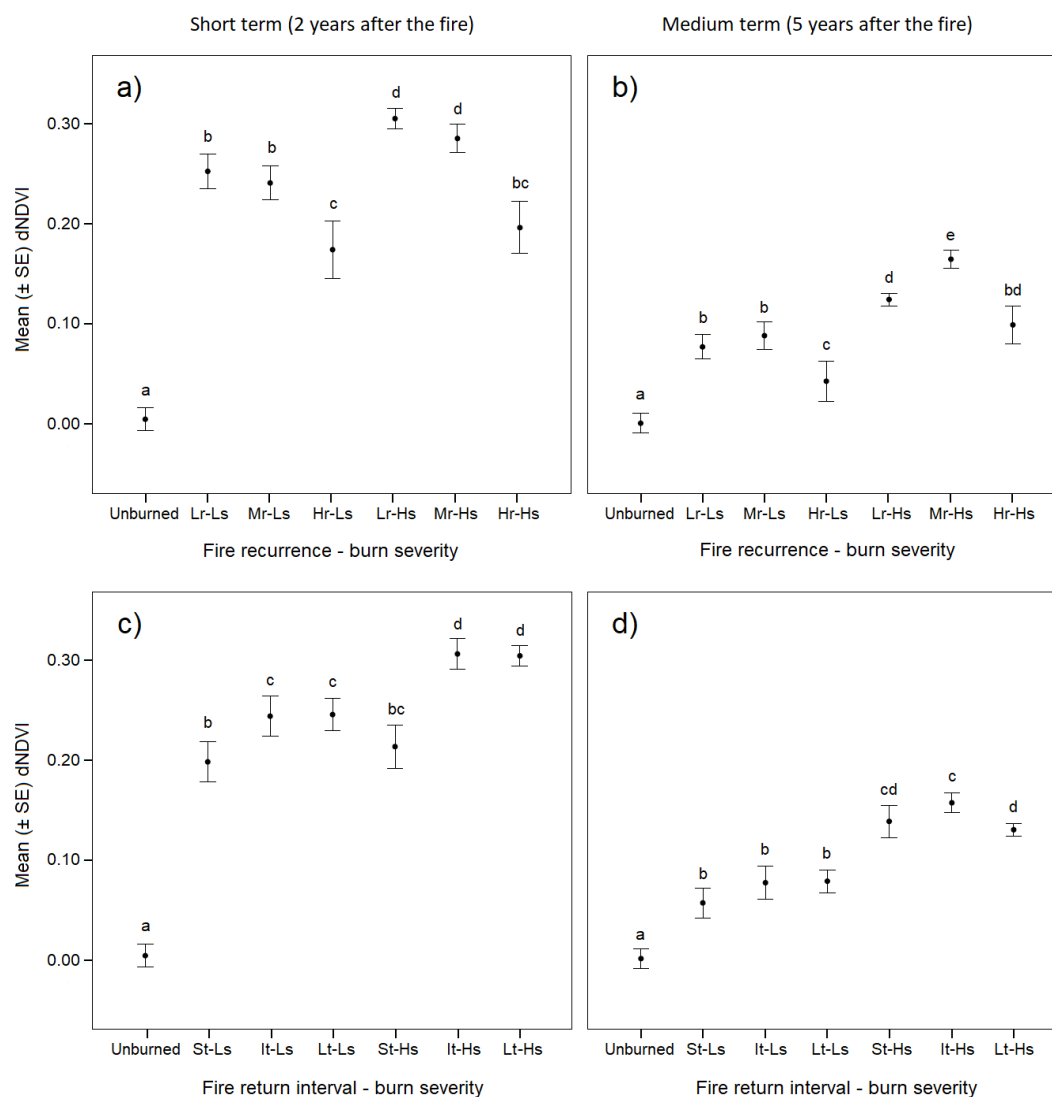 Short term (2 years after the fire)
Medium term (5 years after the fire)
Mean (± SE) dNDVI
0.30
0.20
0.10
0.00
a)
a
b
b
c
d
d
bc
Unburned Lr-Ls Mr-Ls Hr-Ls Lr-Hs Mr-Hs Hr-Hs
Fire recurrence - burn severity
b)
a
b
b
c
d
e
bd
Unburned Lr-Ls Mr-Ls Hr-Ls Lr-Hs Mr-Hs Hr-Hs
Fire recurrence - burn severity
Mean (± SE) dNDVI
0.30
0.20
0.10
0.00
c)
a
b
c
c
bc
d
d
Unburned St-Ls It-Ls Lt-Ls St-Hs It-Hs Lt-Hs
Fire return interval - burn severity
d)
a
b
b
b
cd
c
d
Unburned St-Ls It-Ls Lt-Ls St-Hs It-Hs Lt-Hs
Fire return interval - burn severity